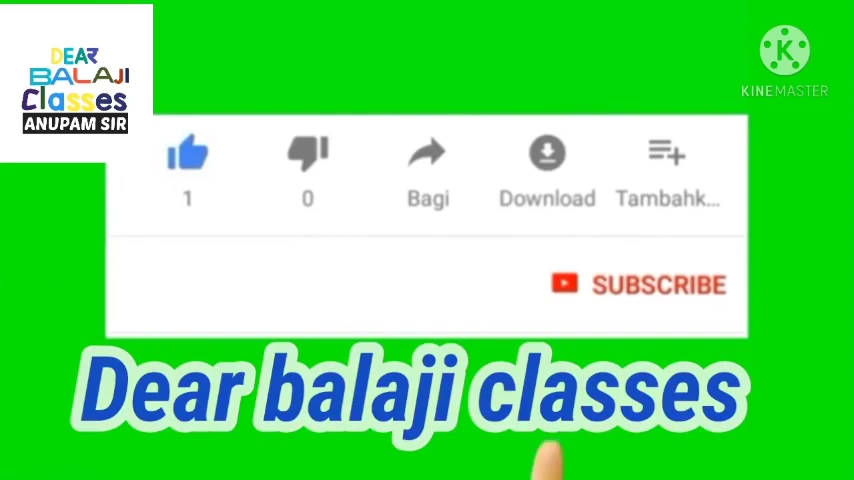 DEAR
BALAJI
Classes
ANUPAM SIR
KINEMASTER
1
0
Bagi
Download
Tambahk...
SUBSCRIBE
Dear balaji classes